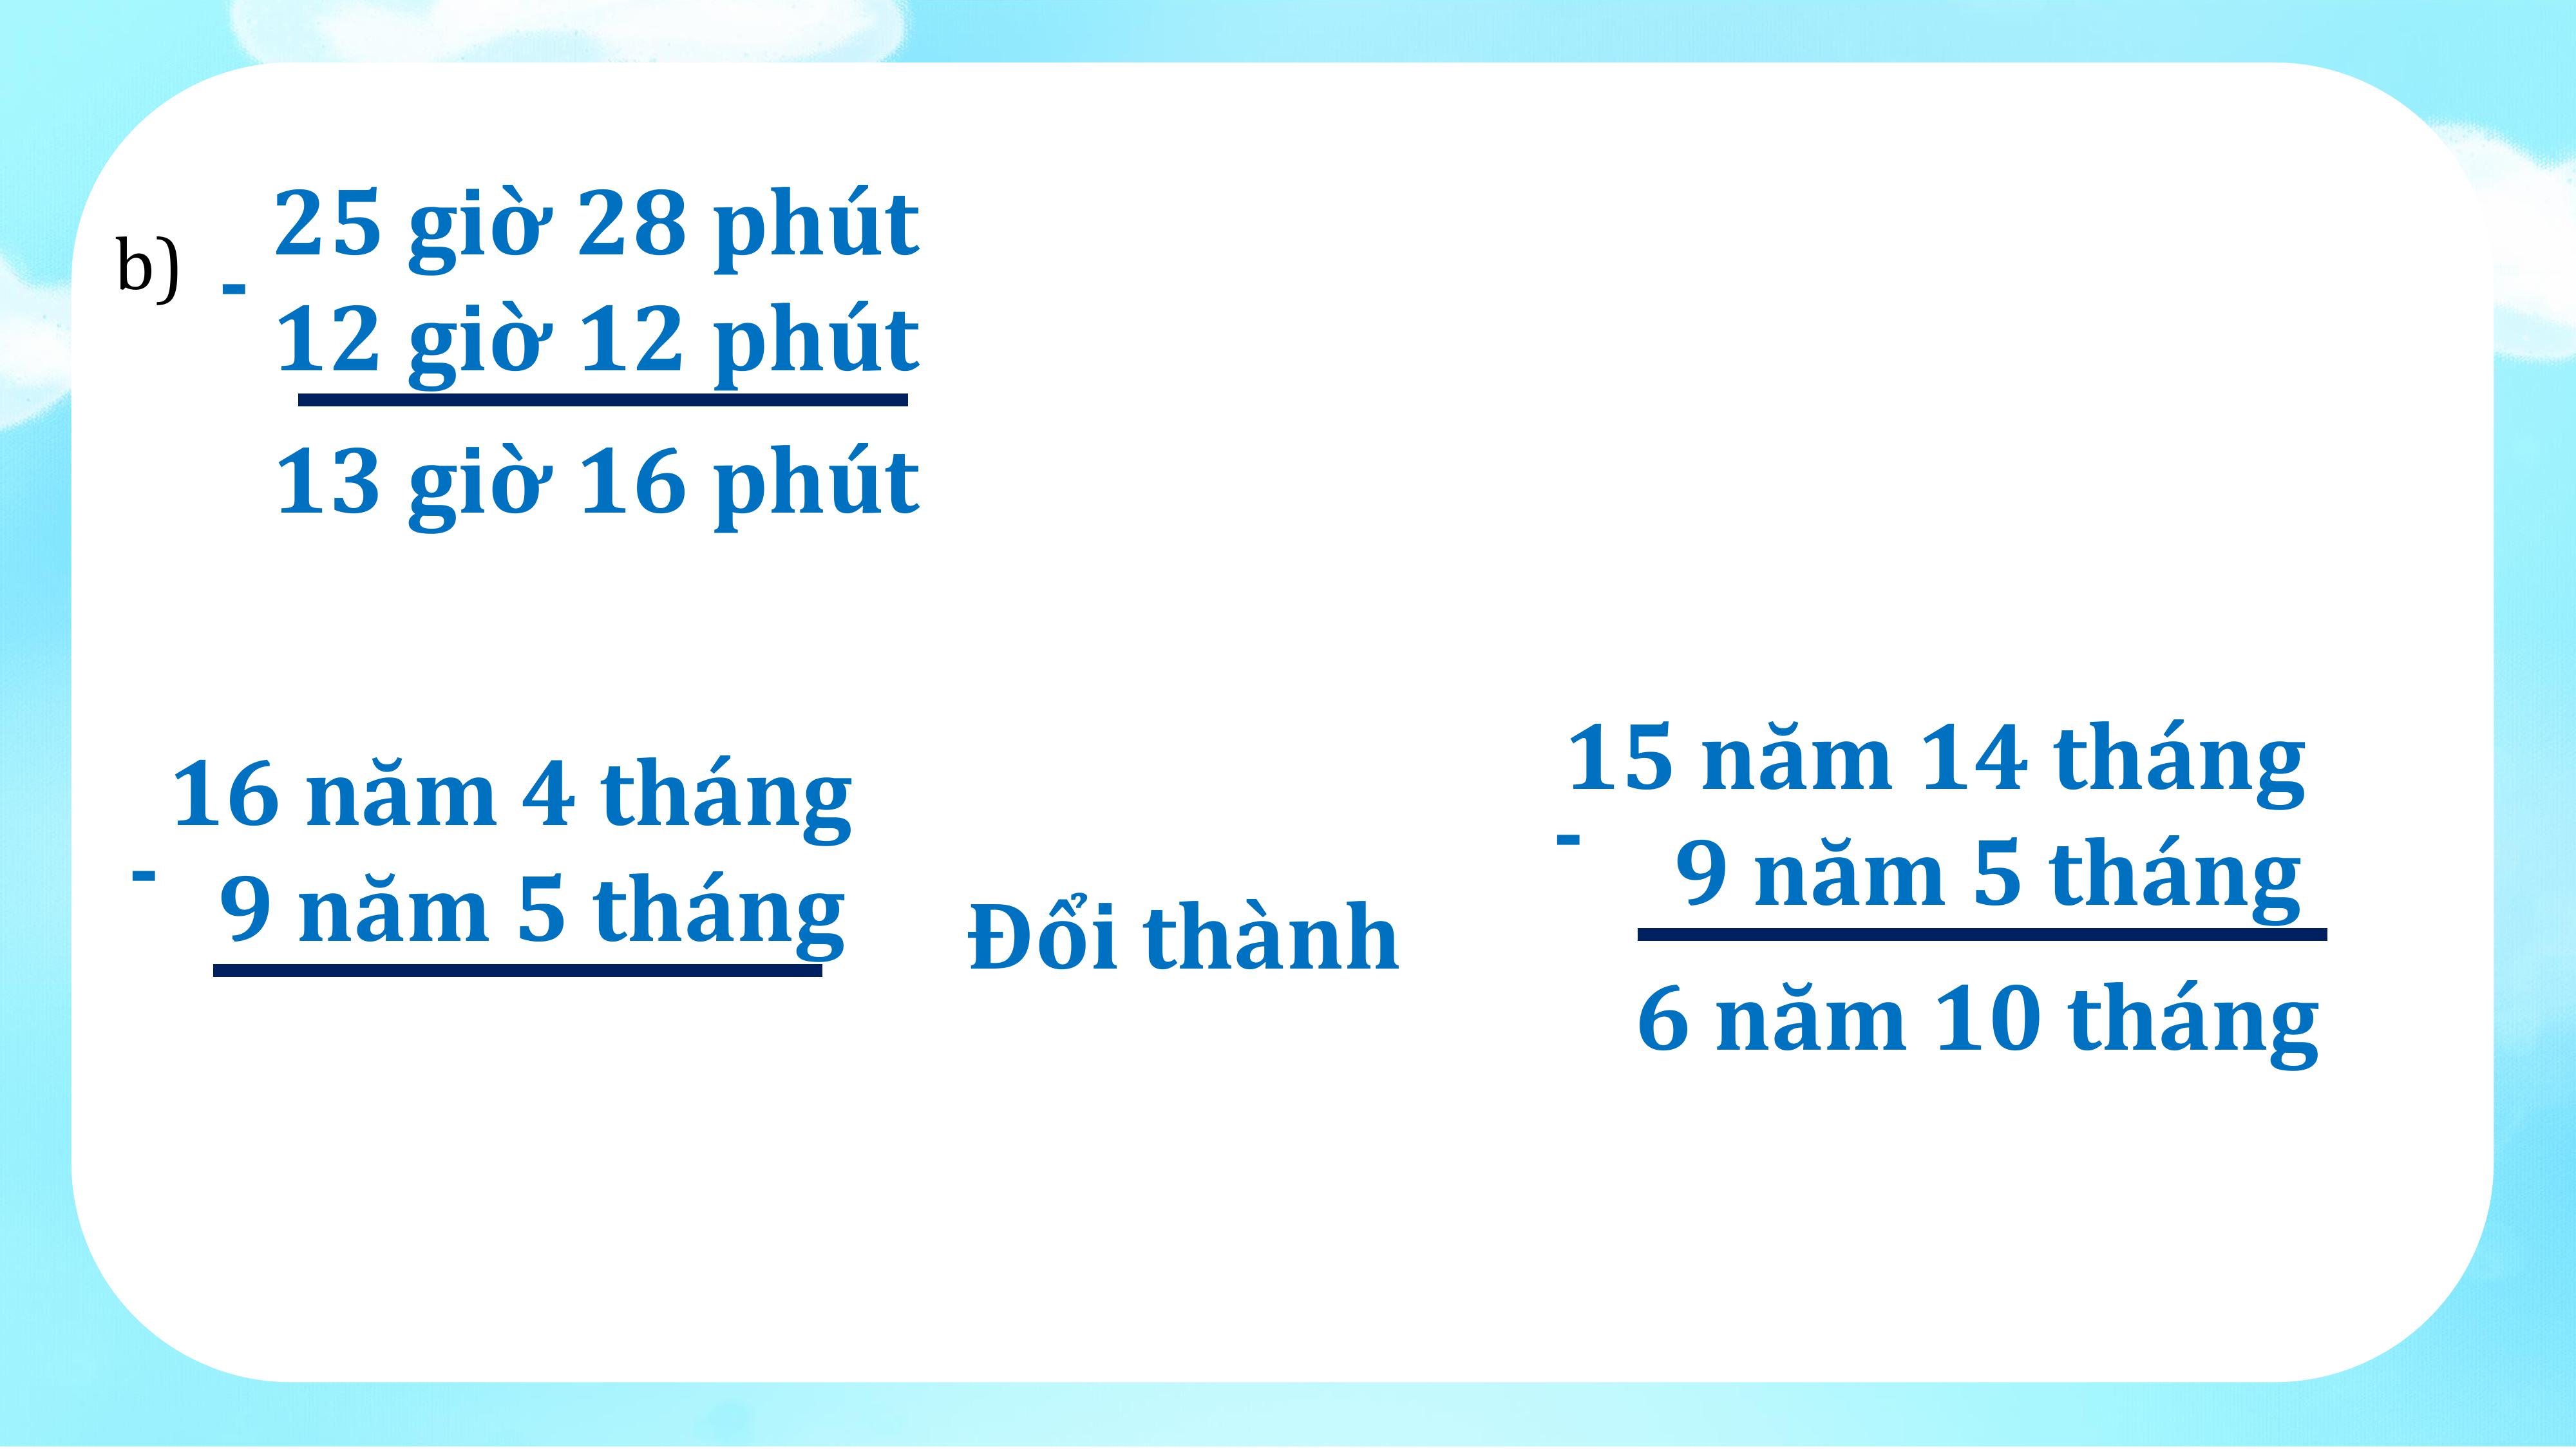 b)
25 giờ 28 phút
-
12 giờ 12 phút
13 giờ 16 phút
16 năm 4 tháng
-
9 năm 5 tháng
Đổi thành
15 năm 14 tháng
-
9 năm 5 tháng
6 năm 10 tháng